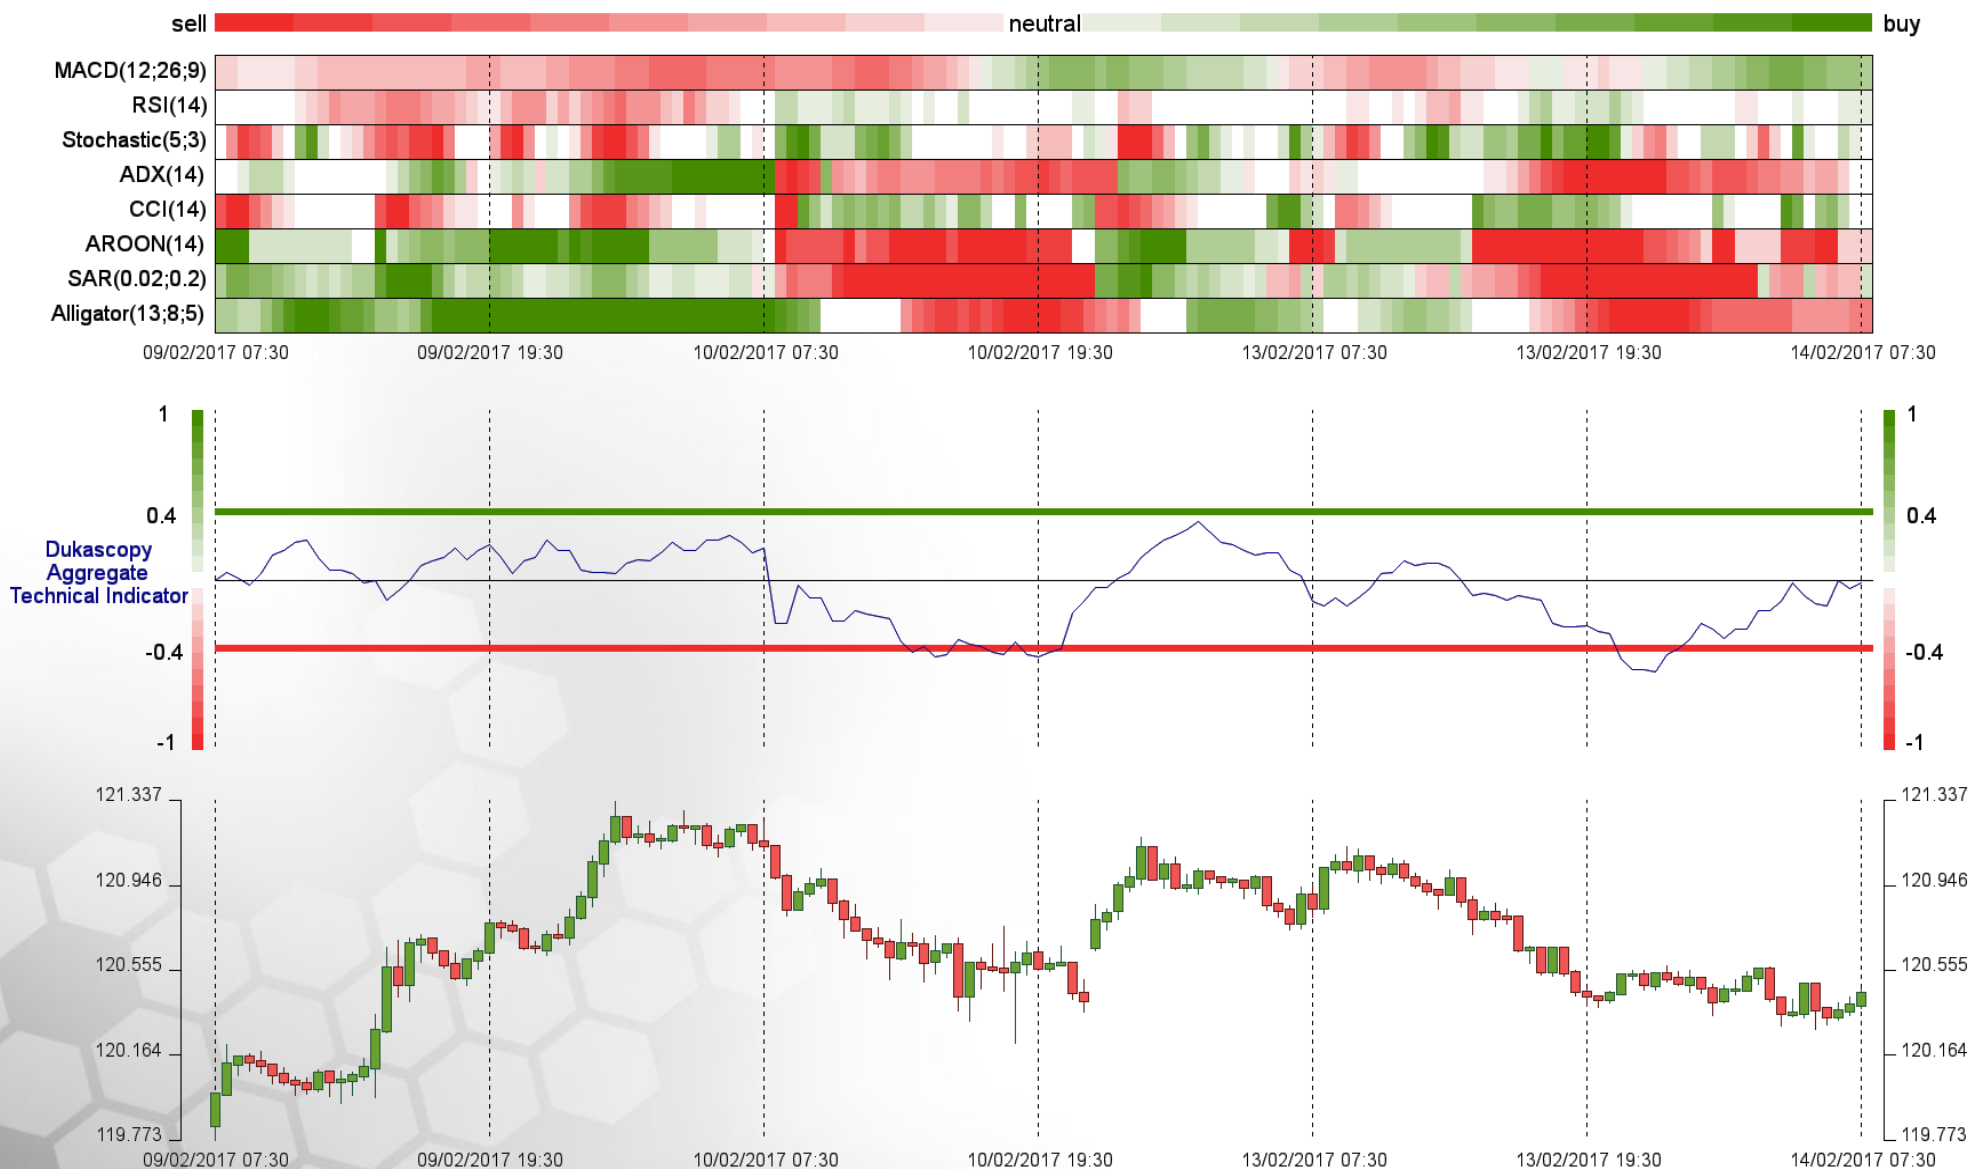 sell neutral buy
MACD(12;26;9)
RSI(14)
Stochastic(5;3)
ADX(14)
CCI(14)
AROON(14)
SAR(0.02;0.2)
Alligator(13;8;5)
09/02/2017 07:30 09/02/2017 19:30 10/02/2017 07:30 10/02/2017 19:30 13/02/2017 07:30 13/02/2017 19:30 14/02/2017 07:30
1 1
0.4 0.4
Dukascopy
Aggregate
Technical Indicator
-0.4 -0.4
-1 -1
121.337 121.337
120.946 120.946
120.555 120.555
120.164 120.164
119.773 119.773
09/02/2017 07:30 09/02/2017 19:30 10/02/2017 07:30 10/02/2017 19:30 13/02/2017 07:30 13/02/2017 19:30 14/02/2017 07:30